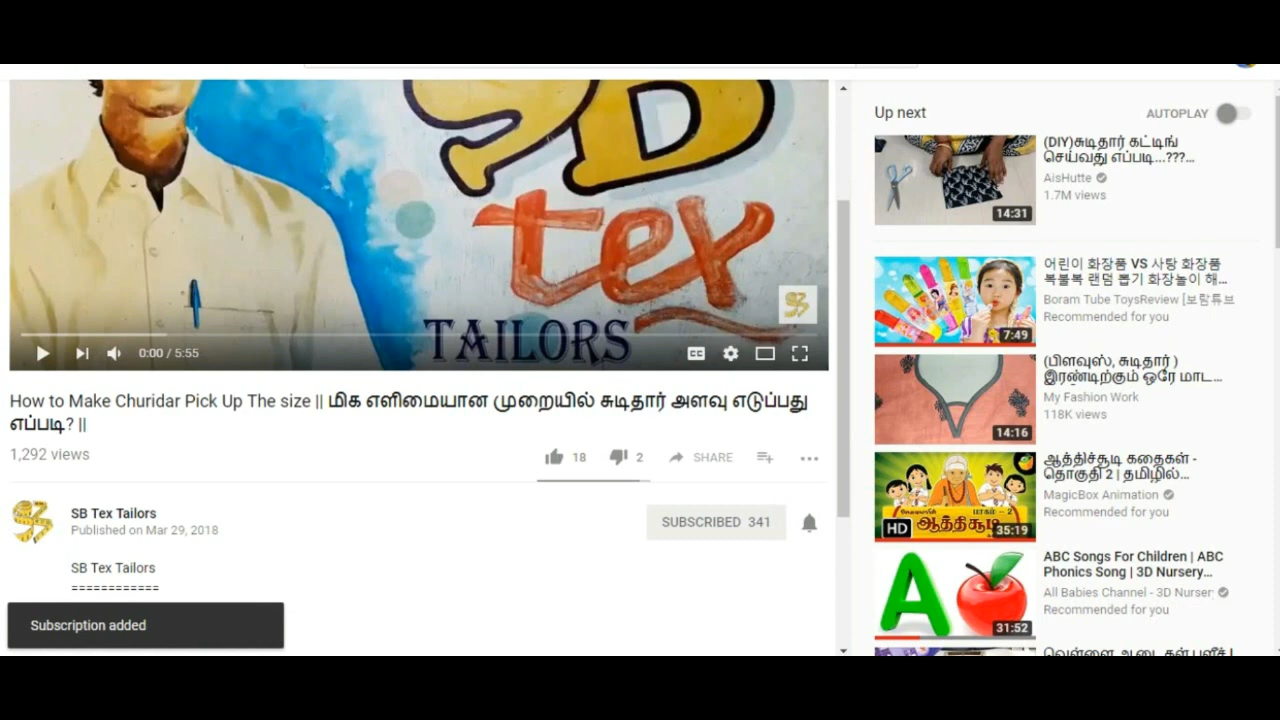 SB
tex
TAILORS
0:00 / 5:55
CC
How to Make Churidar Pick Up The size || மிக எளிமையான முறையில் சுடிதார் அளவு எடுப்பது
எப்படி? ||
1,292 views
18
2
SHARE
SB Tex Tailors
Published on Mar 29, 2018
SUBSCRIBED 341
SB Tex Tailors
============
Subscription added
Up next
AUTOPLAY
(DIY)சுடிதார் கட்டிங்
செய்வது எப்படி...???...
AisHutte
1.7M views
14:31
어린이 화장품 VS 사탕 화장품
복불복 랜덤 뽑기 화장놀이 해...
Boram Tube ToysReview [보람튜브
Recommended for you
7:49
(பிளவுஸ், சுடிதார் )
இரண்டிற்கும் ஒரே மாட...
My Fashion Work
118K views
14:16
ஆத்திச்சூடி கதைகள் -
தொகுதி 2 | தமிழில்...
MagicBox Animation
Recommended for you
பாகம் - 2
HD
ஆத்திசூடி
35:19
ABC Songs For Children | ABC
Phonics Song | 3D Nursery...
All Babies Channel - 3D Nurser
Recommended for you
A
31:52